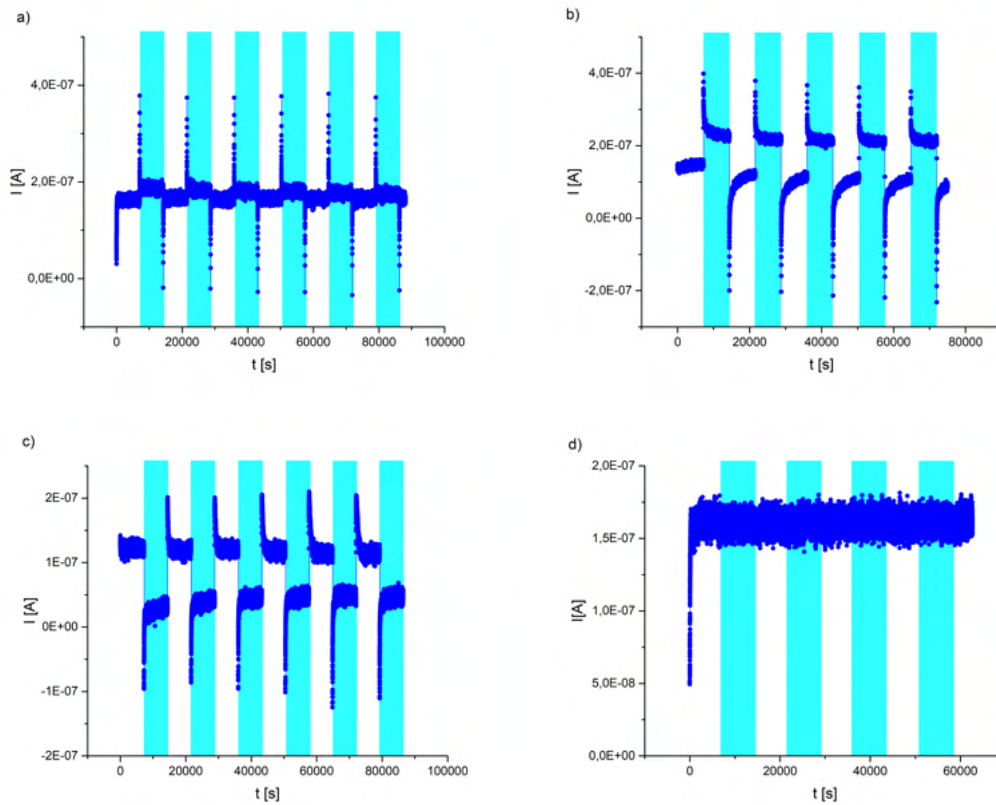 a)
4,0E-07
2,0E-07
0,0E+00
I [A]
0 20000 40000 60000 80000 100000
t [s]
b)
4,0E-07
2,0E-07
0,0E+00
-2,0E-07
I [A]
0 20000 40000 60000 80000
t [s]
c)
2E-07
1E-07
0E+00
-1E-07
-2E-07
I [A]
0 20000 40000 60000 80000 100000
t [s]
d)
2,0E-07
1,5E-07
1,0E-07
5,0E-08
0,0E+00
I[A]
0 20000 40000 60000
t [s]